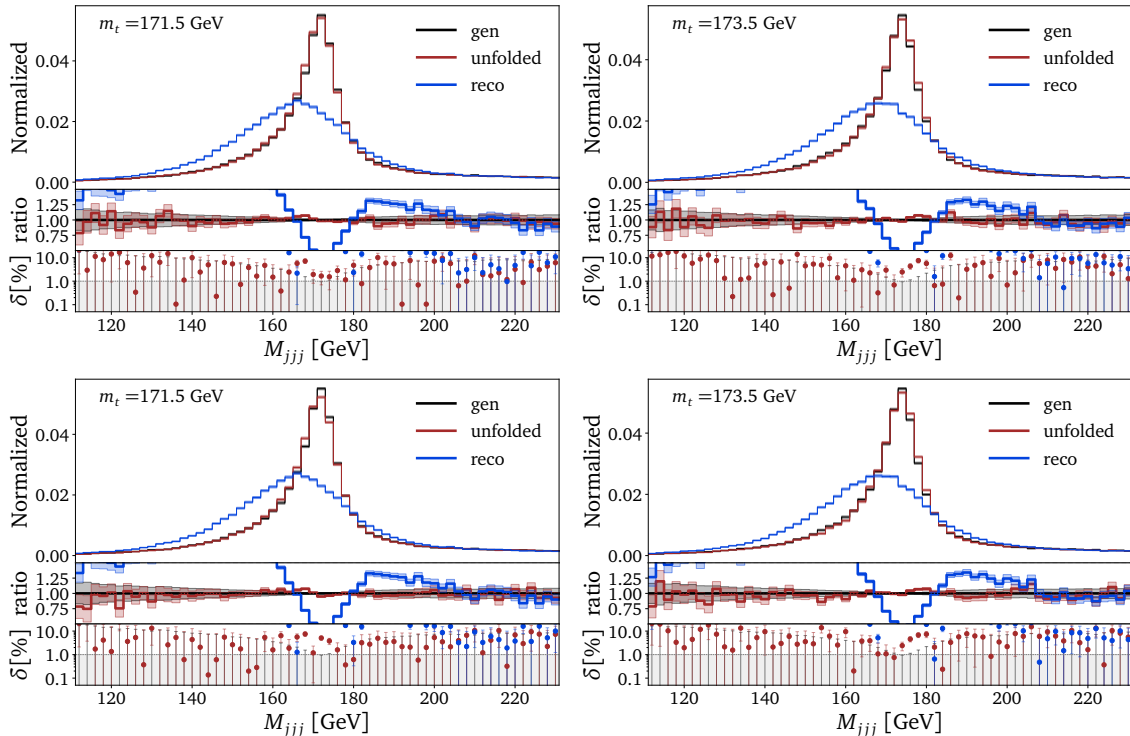 m_t =171.5 GeV
gen
unfolded
reco
Normalized
0.04
0.02
0.00
ratio
1.25
1.00
0.75
δ[%]
10.0
1.0
0.1
120 140 160 180 200 220
M_jjj [GeV]
m_t =173.5 GeV
gen
unfolded
reco
Normalized
0.04
0.02
0.00
ratio
1.25
1.00
0.75
δ[%]
10.0
1.0
0.1
120 140 160 180 200 220
M_jjj [GeV]
m_t =171.5 GeV
gen
unfolded
reco
Normalized
0.04
0.02
0.00
ratio
1.25
1.00
0.75
δ[%]
10.0
1.0
0.1
120 140 160 180 200 220
M_jjj [GeV]
m_t =173.5 GeV
gen
unfolded
reco
Normalized
0.04
0.02
0.00
ratio
1.25
1.00
0.75
δ[%]
10.0
1.0
0.1
120 140 160 180 200 220
M_jjj [GeV]